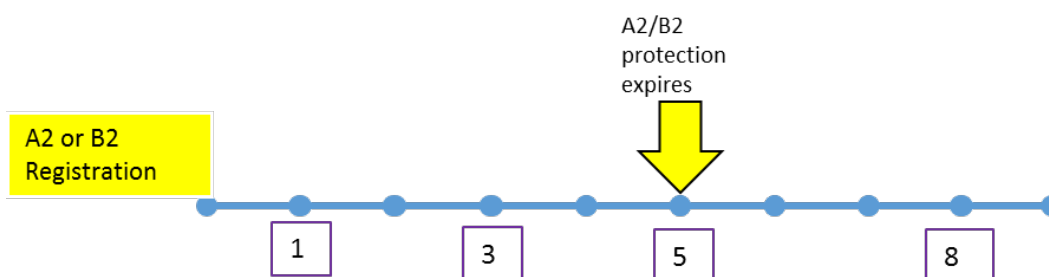 A2/B2
protection
expires
A2 or B2
Registration
1
3
5
8